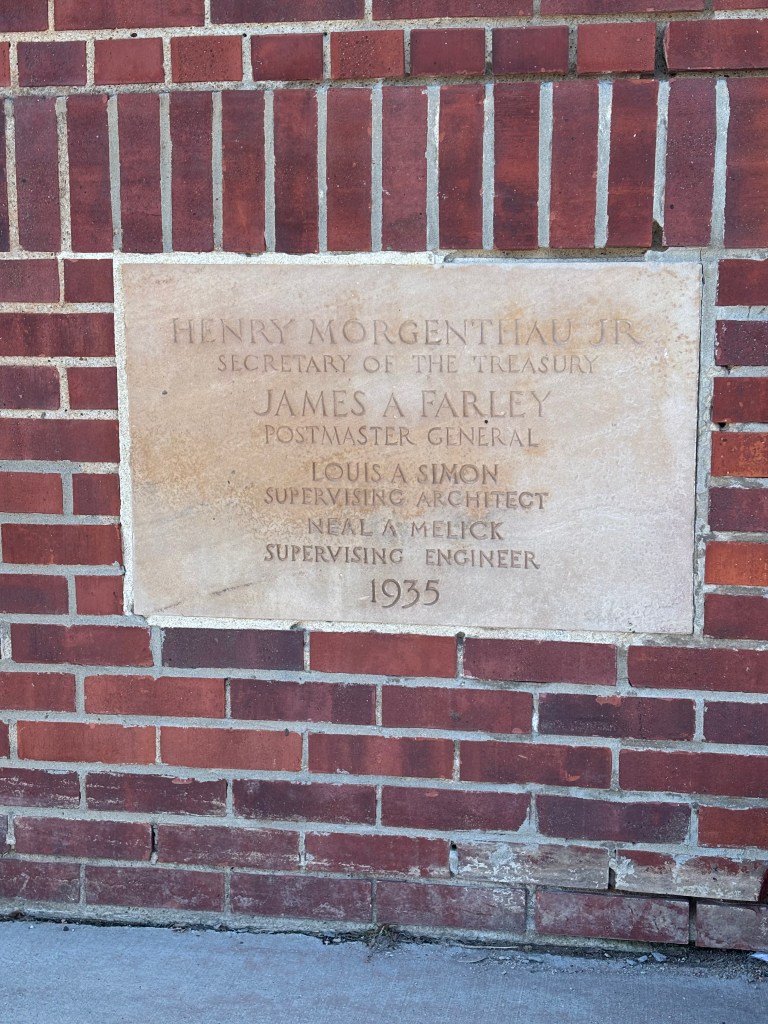 HENRY MORGENTHAU JR
SECRETARY OF THE TREASURY
JAMES A FARLEY
POSTMASTER GENERAL
LOUIS A SIMON
SUPERVISING ARCHITECT
NEAL A MELICK
SUPERVISING ENGINEER
1935